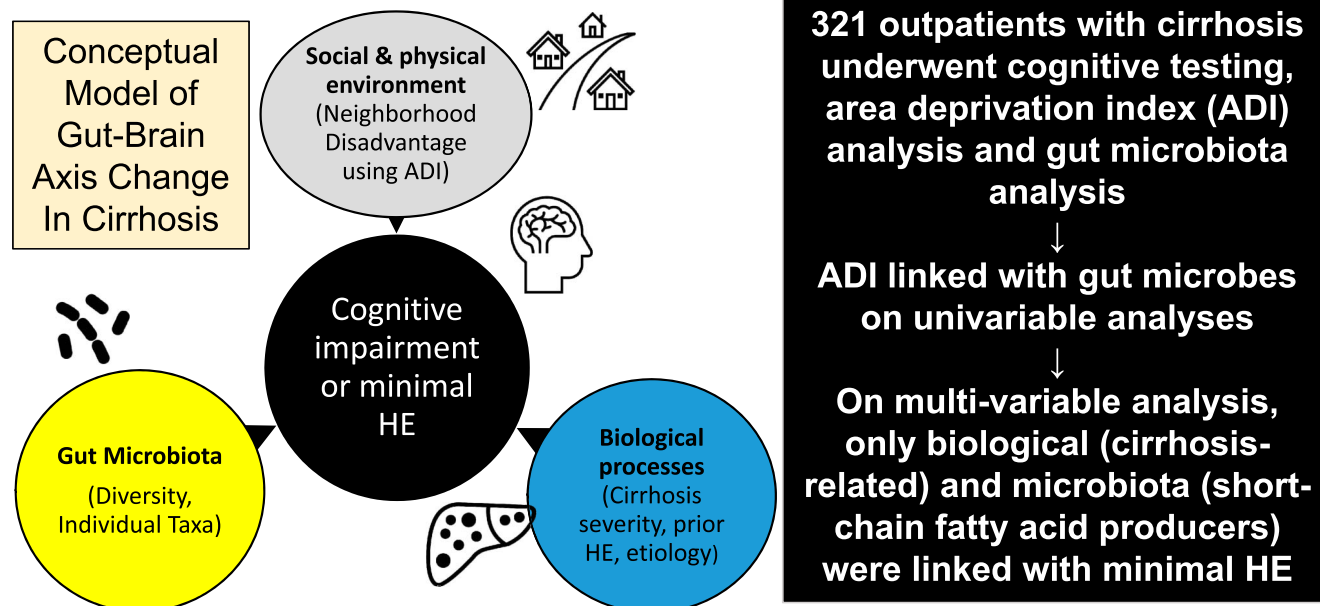 Conceptual
Model of
Gut-Brain
Axis Change
In Cirrhosis
Social & physical
environment
(Neighborhood
Disadvantage
using ADI)
Cognitive
impairment
or minimal
HE
Gut Microbiota
(Diversity,
Individual Taxa)
Biological
processes
(Cirrhosis
severity, prior
HE, etiology)
321 outpatients with cirrhosis
underwent cognitive testing,
area deprivation index (ADI)
analysis and gut microbiota
analysis
↓
ADI linked with gut microbes
on univariable analyses
↓
On multi-variable analysis,
only biological (cirrhosis-
related) and microbiota (short-
chain fatty acid producers)
were linked with minimal HE